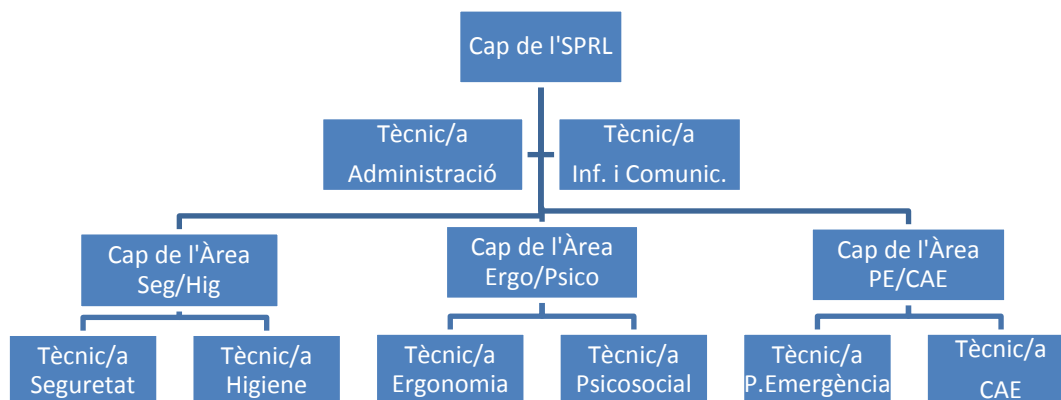 Cap de l'SPRL
Tècnic/a
Administració
Tècnic/a
Inf. i Comunic.
Cap de l'Àrea
Seg/Hig
Cap de l'Àrea
Ergo/Psico
Cap de l'Àrea
PE/CAE
Tècnic/a
Seguretat
Tècnic/a
Higiene
Tècnic/a
Ergonomia
Tècnic/a
Psicosocial
Tècnic/a
P.Emergència
Tècnic/a
CAE